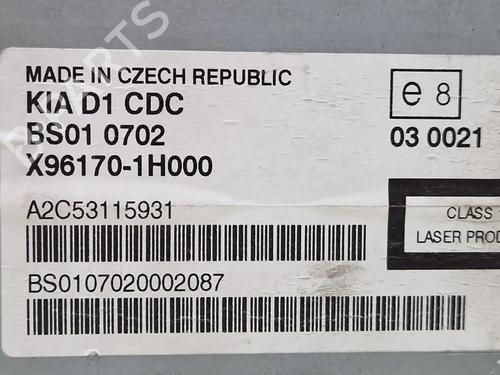 MADE IN CZECH REPUBLIC
KIA D1 CDC
BS01 0702
X96170-1H000
e 8
03 0021
CLASS
LASER PROD
A2C53115931
BS0107020002087